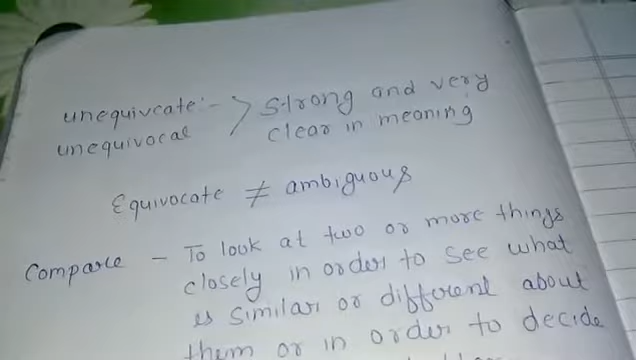 unequivcate:- > Strong and very
unequivocal clear in meaning
Equivocate ≠ ambiguous
Compare - To look at two or more things
closely in order to see what
is similar or different about
them or in order to decide